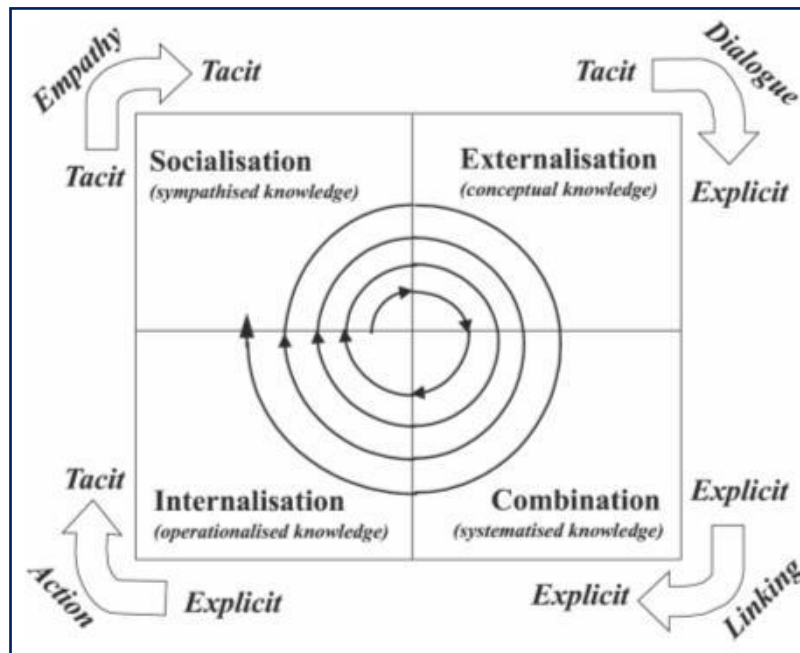 Empathy
Tacit
Tacit
Dialogue
Tacit
Explicit
Socialisation
(sympathised knowledge)
Externalisation
(conceptual knowledge)
Internalisation
(operationalised knowledge)
Combination
(systematised knowledge)
Tacit
Explicit
Action
Explicit
Explicit
Linking